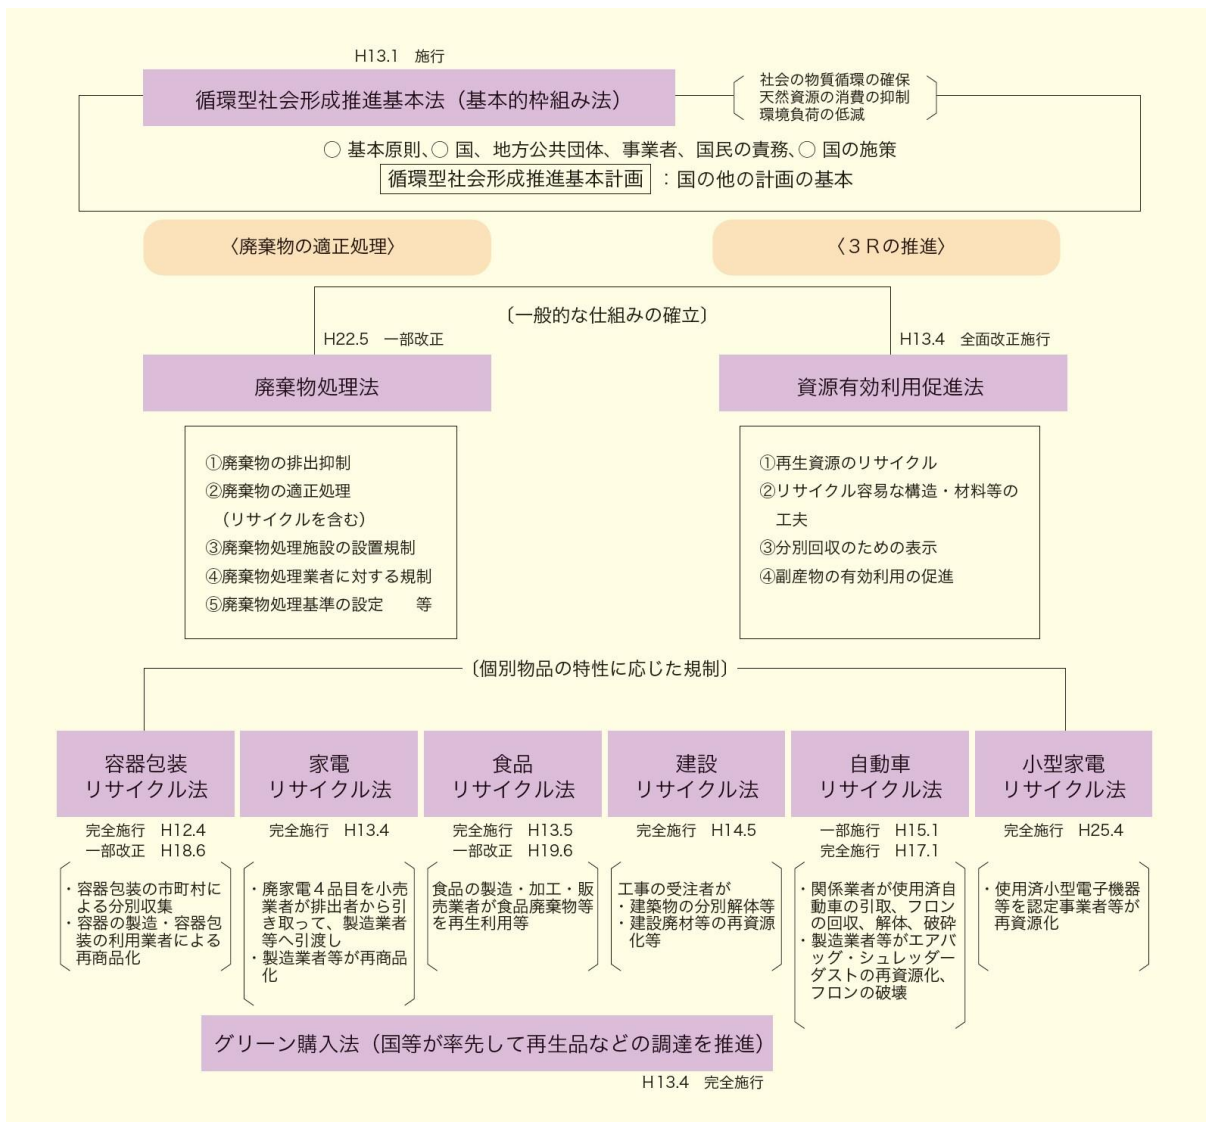 H13.1 施行
循環型社会形成推進基本法（基本的枠組み法）
社会の物質循環の確保
天然資源の消費の抑制
環境負荷の低減
○ 基本原則、○ 国、地方公共団体、事業者、国民の責務、○ 国の施策
循環型社会形成推進基本計画 ：国の他の計画の基本
〈廃棄物の適正処理〉
〈３Ｒの推進〉
〔一般的な仕組みの確立〕
H22.5 一部改正
H13.4 全面改正施行
廃棄物処理法
資源有効利用促進法
①廃棄物の排出抑制
②廃棄物の適正処理
（リサイクルを含む）
③廃棄物処理施設の設置規制
④廃棄物処理業者に対する規制
⑤廃棄物処理基準の設定 等
①再生資源のリサイクル
②リサイクル容易な構造・材料等の
工夫
③分別回収のための表示
④副産物の有効利用の促進
〔個別物品の特性に応じた規制〕
容器包装
リサイクル法
完全施行 H12.4
一部改正 H18.6
・容器包装の市町村に
よる分別収集
・容器の製造・容器包
装の利用業者による
再商品化
家電
リサイクル法
完全施行 H13.4
・廃家電４品目を小売
業者が排出者から引
き取って、製造業者
等へ引渡し
・製造業者等が再商品
化
食品
リサイクル法
完全施行 H13.5
一部改正 H19.6
食品の製造・加工・販
売業者が食品廃棄物等
を再生利用等
建設
リサイクル法
完全施行 H14.5
工事の受注者が
・建築物の分別解体等
・建設廃材等の再資源
化等
自動車
リサイクル法
一部施行 H15.1
完全施行 H17.1
・関係業者が使用済自
動車の引取、フロン
の回収、解体、破砕
・製造業者等がエアバ
ッグ・シュレッダー
ダストの再資源化、
フロンの破壊
小型家電
リサイクル法
完全施行 H25.4
・使用済小型電子機器
等を認定事業者等が
再資源化
グリーン購入法（国等が率先して再生品などの調達を推進）
H13.4 完全施行